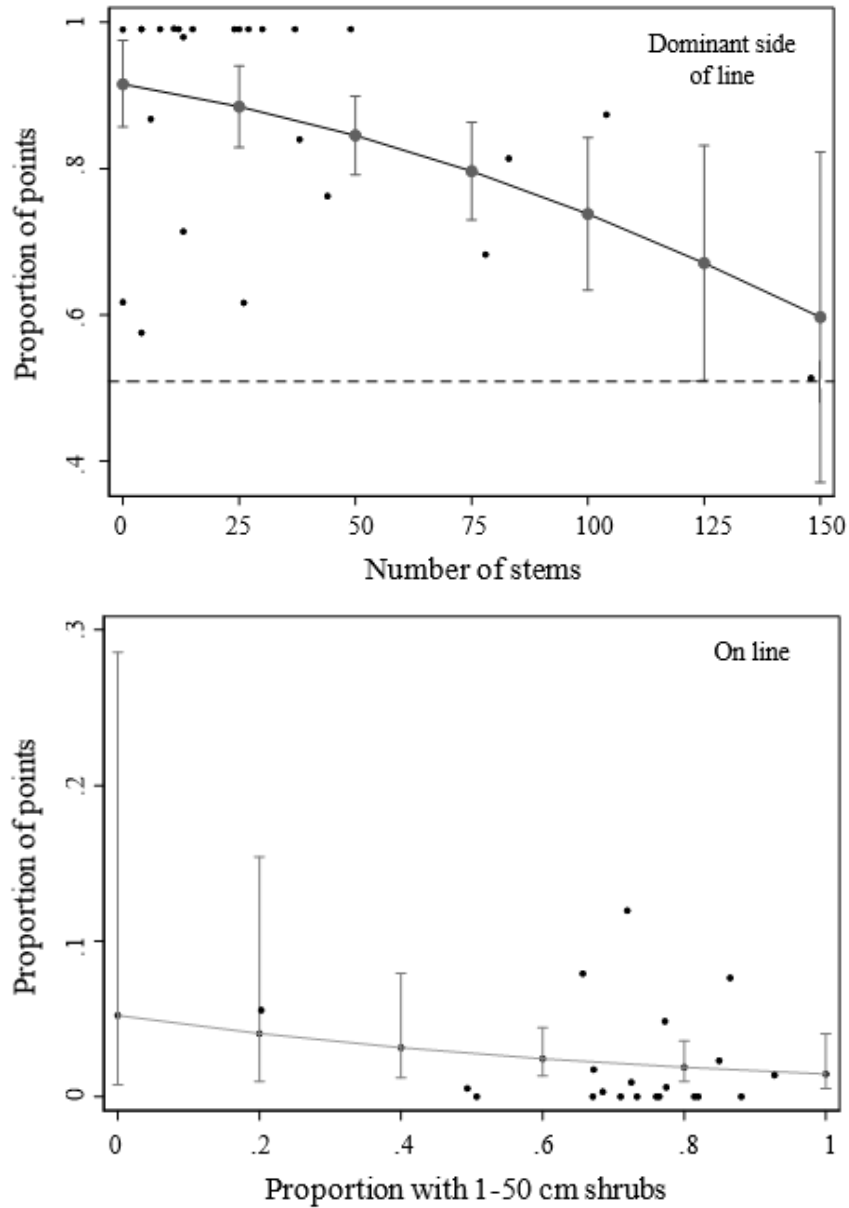 Dominant side
of line
Proportion of points
1
.8
.6
.4
0 25 50 75 100 125 150
Number of stems
On line
Proportion of points
.3
.2
.1
0
0 .2 .4 .6 .8 1
Proportion with 1-50 cm shrubs